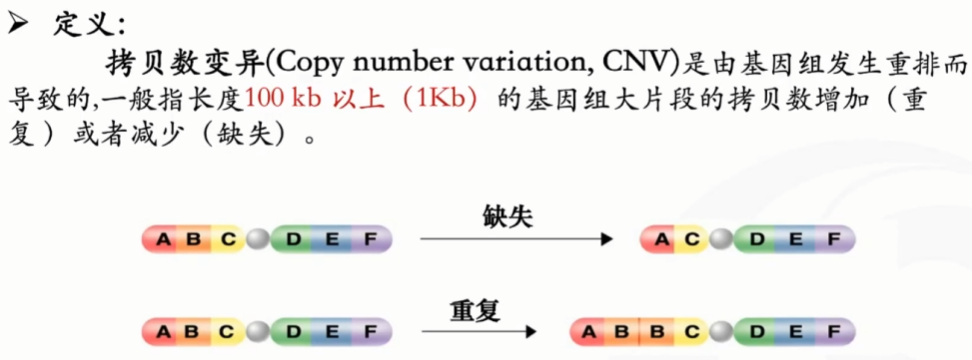 ➢ 定义:
拷贝数变异(Copy number variation, CNV)是由基因组发生重排而
导致的,一般指长度100 kb 以上（1Kb）的基因组大片段的拷贝数增加（重
复）或者减少（缺失）。
A B C D E F 缺失 A C D E F
A B C D E F 重复 A B B C D E F